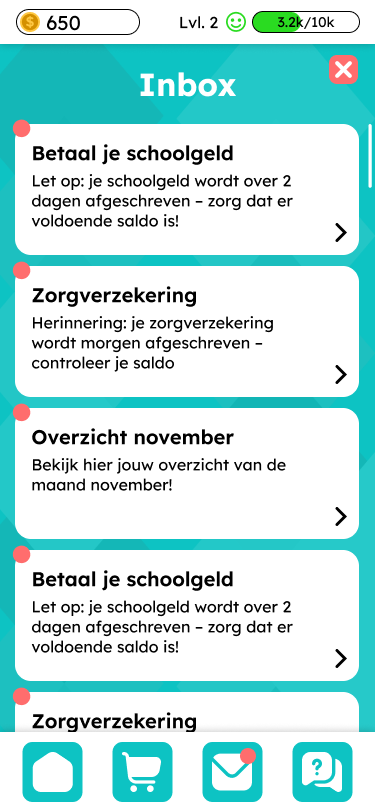 $ 650
Lvl. 2
3.2k/10k
Inbox
Betaal je schoolgeld
Let op: je schoolgeld wordt over 2
dagen afgeschreven – zorg dat er
voldoende saldo is!
Zorgverzekering
Herinnering: je zorgverzekering
wordt morgen afgeschreven –
controleer je saldo
Overzicht november
Bekijk hier jouw overzicht van de
maand november!
Betaal je schoolgeld
Let op: je schoolgeld wordt over 2
dagen afgeschreven – zorg dat er
voldoende saldo is!
Zorgverzekering
?